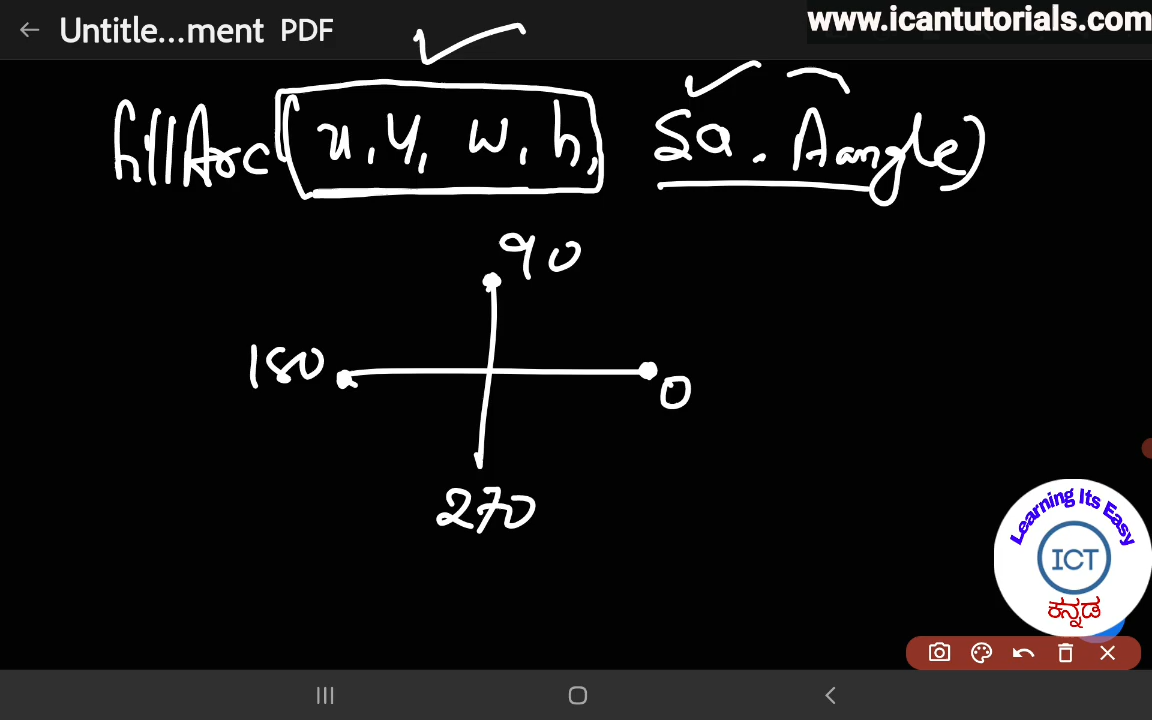 ← Untitle...ment PDF
www.icantutorials.com
fillArc(x, y, w, h, SA, Aangle)
90
180
0
270
Learning Its Easy
ICT
ಕನ್ನಡ